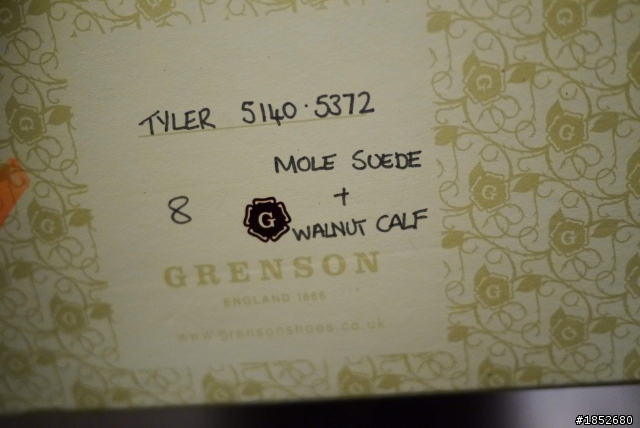 TYLER 5140·5372
MOLE SUEDE
+
8
G
WALNUT CALF
GRENSON
ENGLAND 1866
www.grensonshoes.co.uk
#1852680